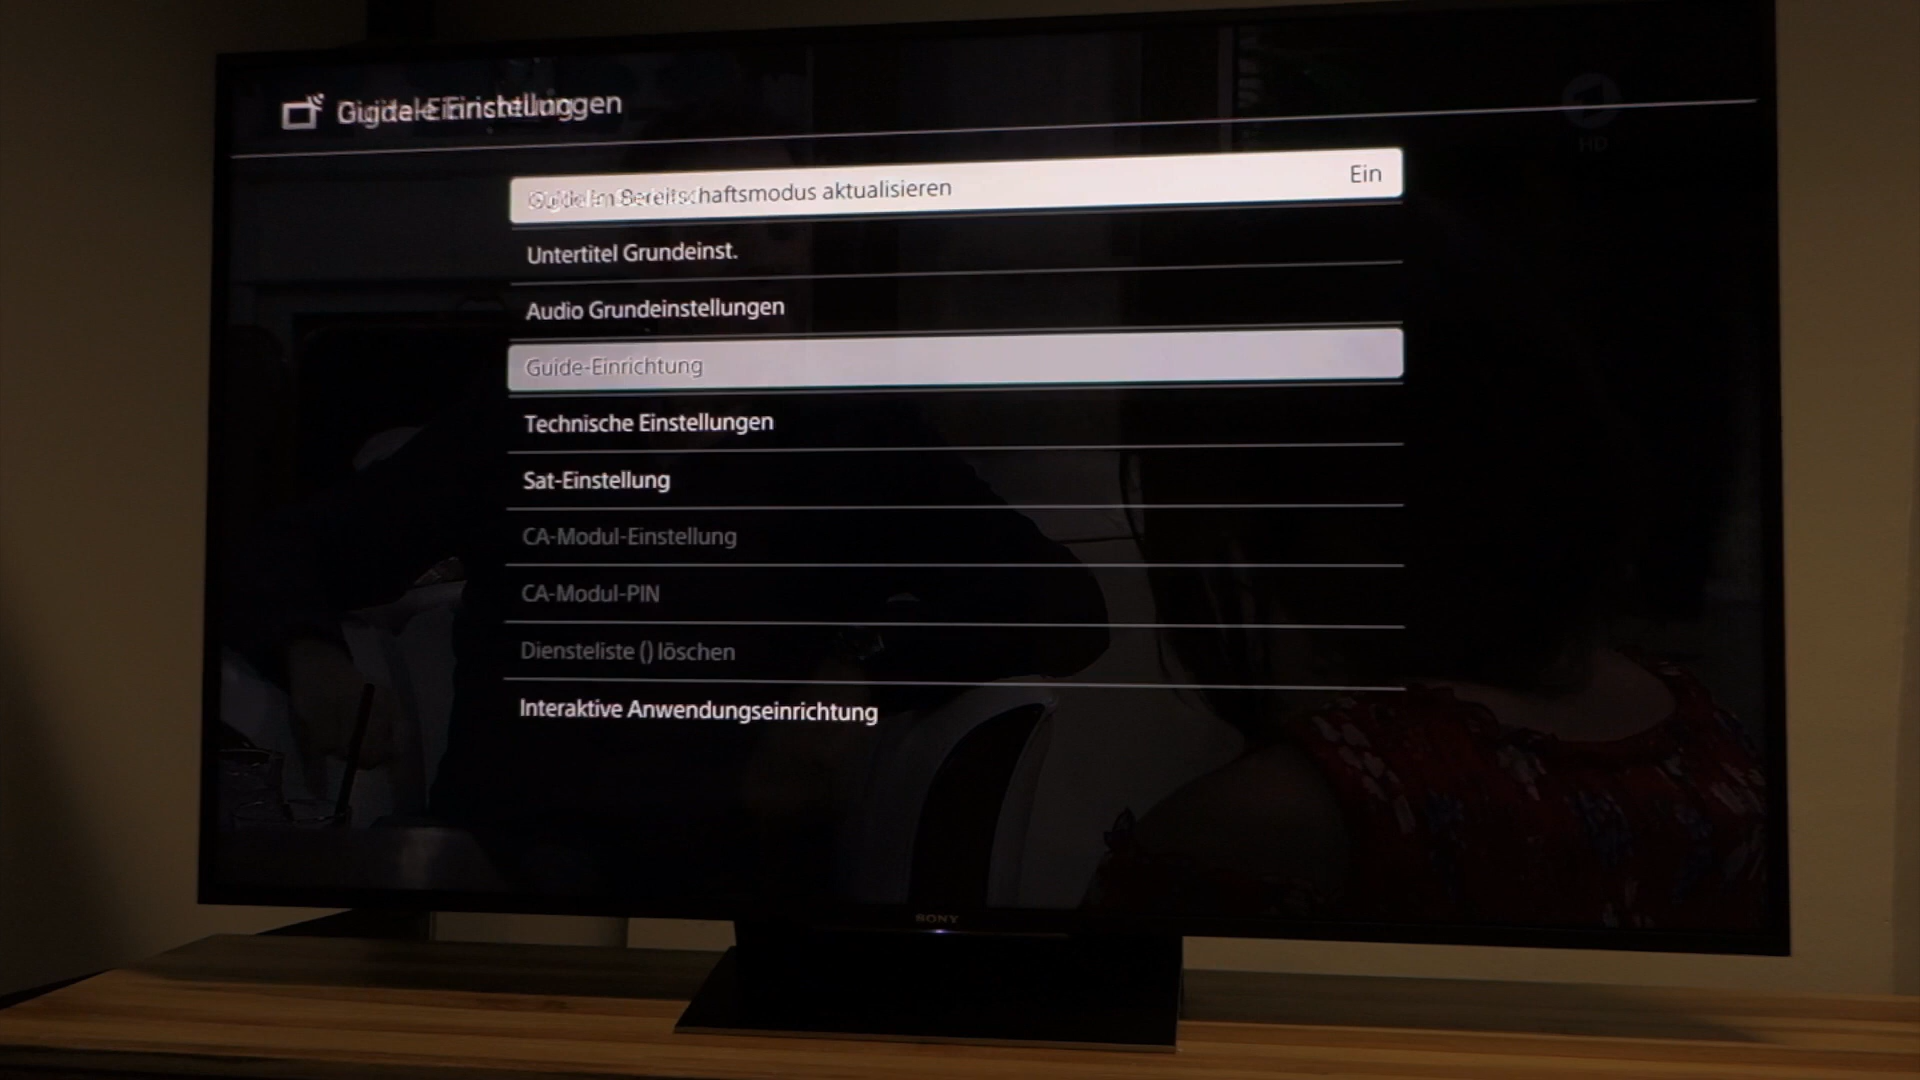 Guide im Bereitschaftsmodus aktualisieren Ein
Untertitel Grundeinst.
Audio Grundeinstellungen
Guide-Einrichtung
Technische Einstellungen
Sat-Einstellung
CA-Modul-Einstellung
CA-Modul-PIN
Diensteliste () löschen
Interaktive Anwendungseinrichtung
HD
SONY